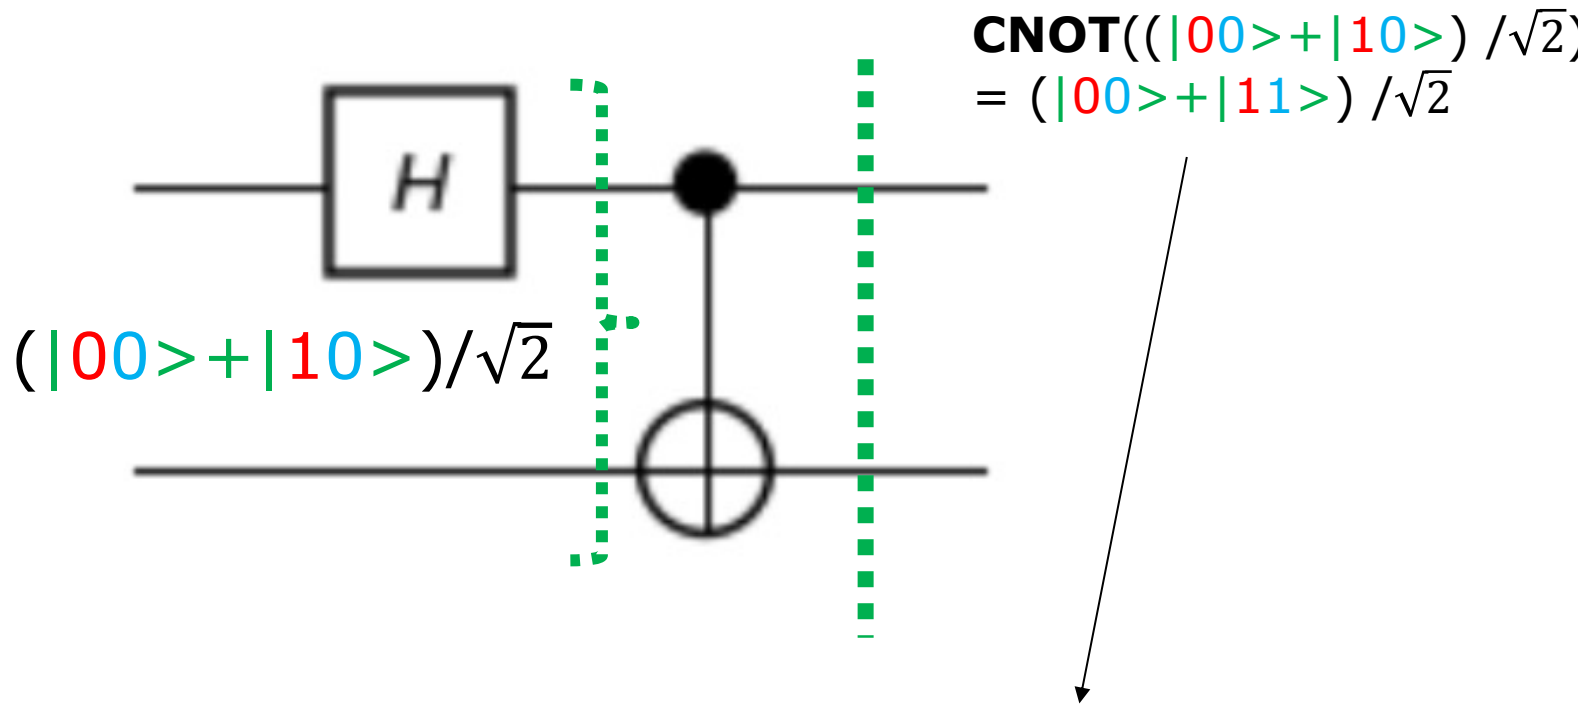 CNOT((|00>+|10>) /√2)
= (|00>+|11>) /√2
H
(|00>+|10>)/√2